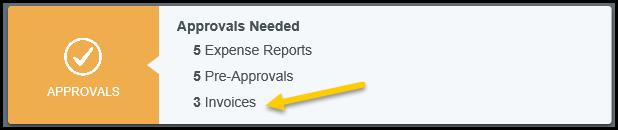 APPROVALS
Approvals Needed
5 Expense Reports
5 Pre-Approvals
3 Invoices